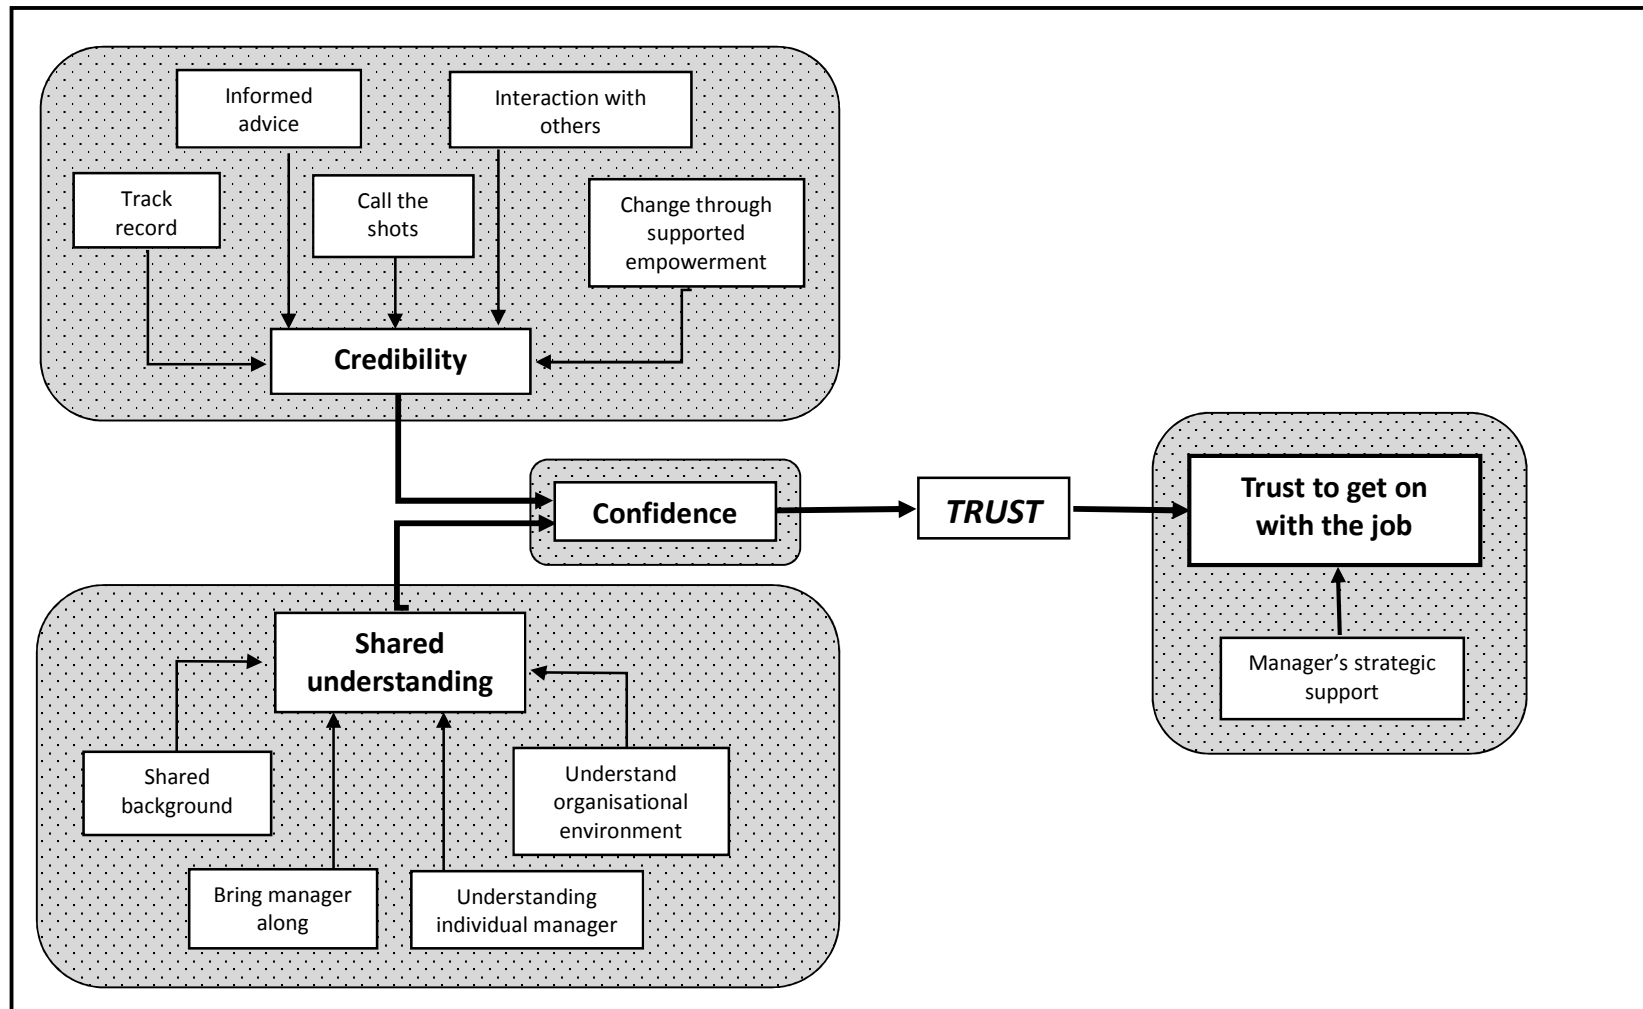 Informed
advice
Interaction with
others
Track
record
Call the
shots
Change through
supported
empowerment
Credibility
Confidence
TRUST
Trust to get on
with the job
Manager’s strategic
support
Shared
understanding
Shared
background
Understand
organisational
environment
Bring manager
along
Understanding
individual manager